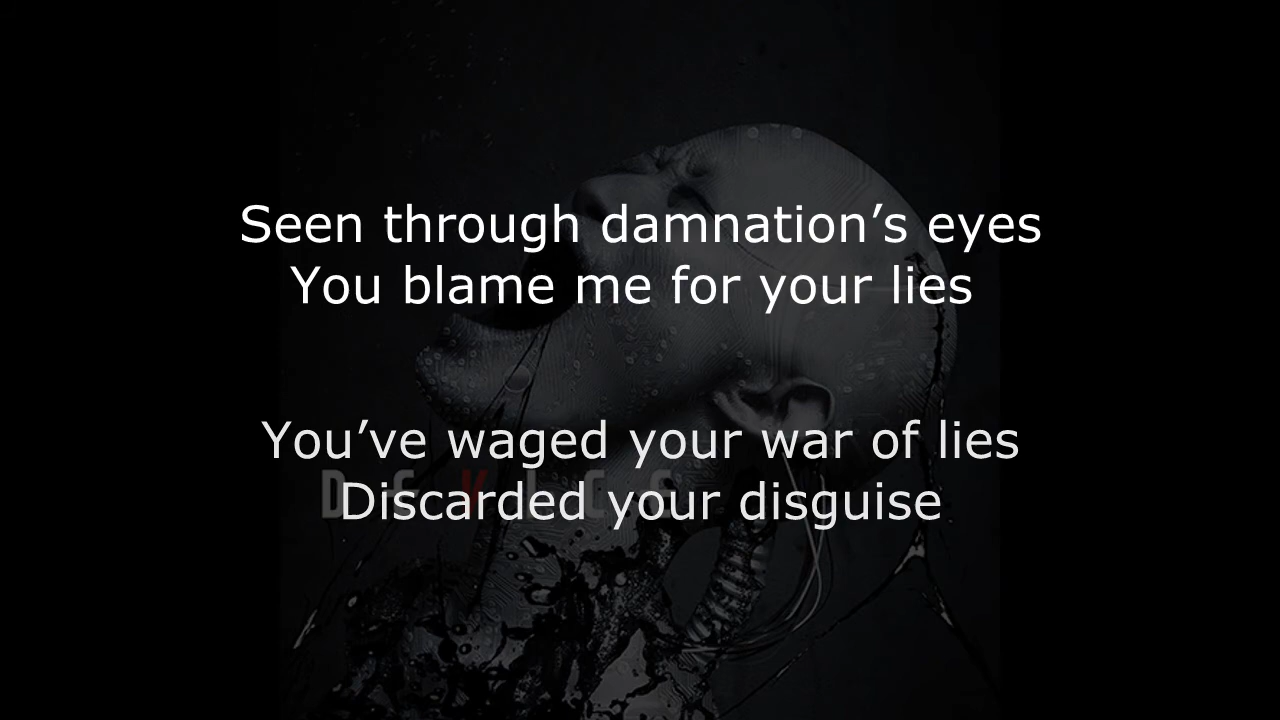 Seen through damnation’s eyes
You blame me for your lies
You’ve waged your war of lies
DEVICE
Discarded your disguise